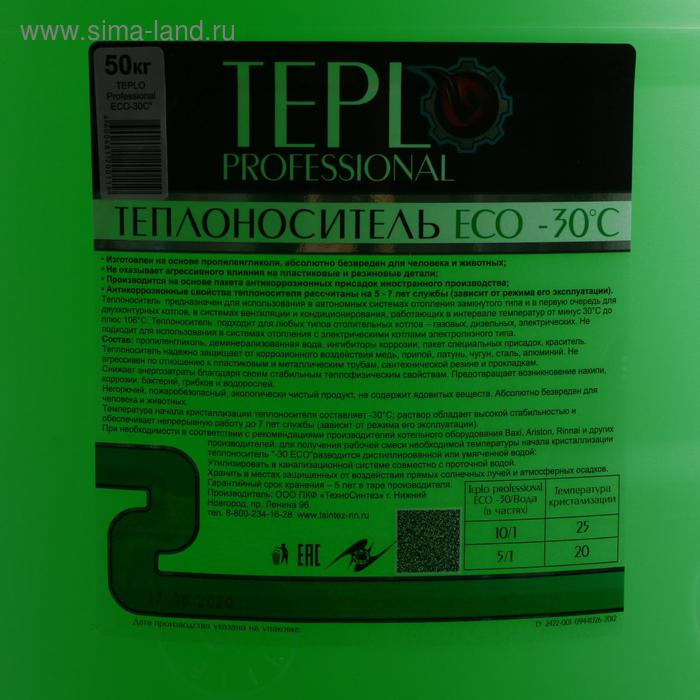 www.sima-land.ru
50кг
TEPLO
Professional
ECO-30C°
TEPLO
PROFESSIONAL
ТЕПЛОНОСИТЕЛЬ ECO -30°C
• Изготовлен на основе пропиленгликоля, абсолютно безвреден для человека и животных;
• Не оказывает агрессивного влияния на пластиковые и резиновые детали;
• Производится на основе пакета антикоррозионных присадок иностранного производства;
• Антикоррозионные свойства теплоносителя рассчитаны на 5 - 7 лет службы (зависит от режима его эксплуатации).
Теплоноситель предназначен для использования в автономных системах отопления замкнутого типа и в первую очередь для
двухконтурных котлов, в системах вентиляции и кондиционирования, работающих в интервале температур от минус 30°С до
плюс 106°С. Теплоноситель подходит для любых типов отопительных котлов – газовых, дизельных, электрических. Не
подходит для использования в системах отопления с электрическими котлами электролизного типа.
Состав: пропиленгликоль, деминерализованная вода, ингибиторы коррозии, пакет специальных присадок, краситель.
Теплоноситель надежно защищает от коррозионного воздействия медь, припой, латунь, чугун, сталь, алюминий. Не
агрессивен по отношению к пластиковым и металлическим трубам, сантехнической резине и прокладкам.
Снижает энергозатраты благодаря своим стабильным теплофизическим свойствам. Предотвращает возникновение накипи,
коррозии, бактерий, грибков и водорослей.
Негорючий, пожаробезопасный, экологически чистый продукт, не содержит ядовитых веществ. Абсолютно безвреден для
человека и животных.
Температура начала кристаллизации теплоносителя составляет -30°С; раствор обладает высокой стабильностью и
обеспечивает непрерывную работу до 7 лет службы (зависит от режима его эксплуатации).
При необходимости в соответствии с рекомендациями производителей котельного оборудования Baxi, Ariston, Rinnai и других
производителей, для получения рабочей смеси необходимой температуры начала кристаллизации
теплоноситель "-30 ECO"разводится дистиллированной или умягченной водой:
Утилизировать в канализационной системе совместно с проточной водой.
Хранить в местах защищенных от воздействия прямых солнечных лучей и атмосферных осадков.
Гарантийный срок хранения – 5 лет в таре производителя.
Производитель: ООО ПКФ «ТехноСинтез» г. Нижний
Новгород, пр. Ленина 96.
тел. 8-800-234-16-28. www.tsintez-nn.ru
Teplo professional ECO -30/Вода (в частях) Температура кристализации
10/1 25
5/1 20
EAC
Дата производства указана на упаковке.
ТУ 2422-001-09441026-2012